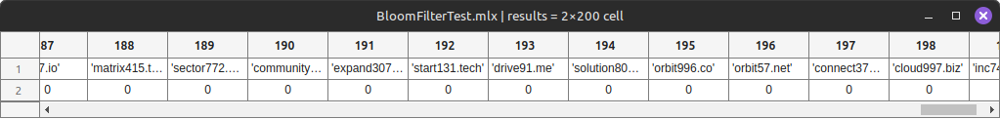 BloomFilterTest.mlx | results = 2×200 cell
87 188 189 190 191 192 193 194 195 196 197 198 1
1 7.io' 'matrix415.t... 'sector772.... 'community... 'expand307... 'start131.tech' 'drive91.me' 'solution80... 'orbit996.co' 'orbit57.net' 'connect37... 'cloud997.biz' 'inc74
2 0 0 0 0 0 0 0 0 0 0 0 0